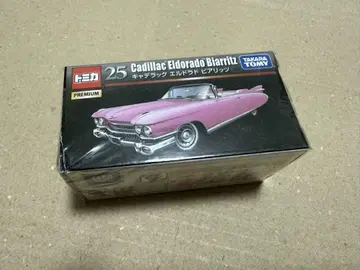 トミカ
PREMIUM
25
Cadillac Eldorado Biarritz
キャデラック エルドラド ビアリッツ
TAKARA TOMY